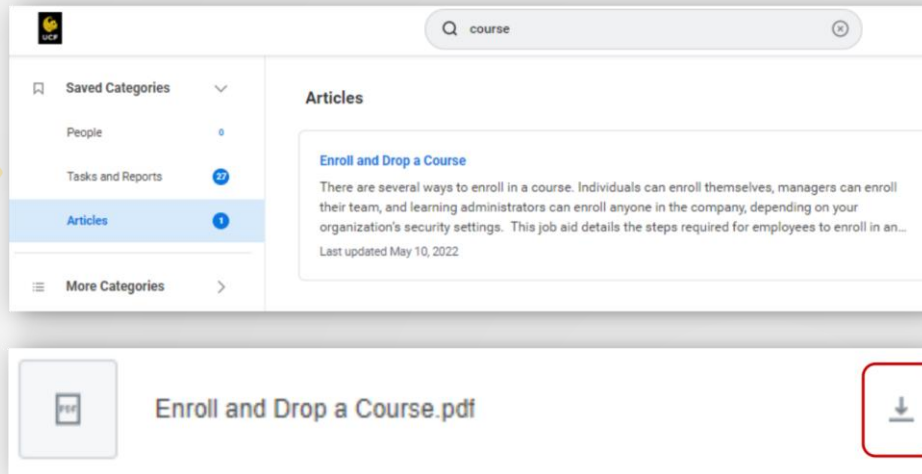 UCF
course
Saved Categories
People 0
Tasks and Reports 27
Articles 1
More Categories
Articles
Enroll and Drop a Course
There are several ways to enroll in a course. Individuals can enroll themselves, managers can enroll
their team, and learning administrators can enroll anyone in the company, depending on your
organization's security settings. This job aid details the steps required for employees to enroll in an...
Last updated May 10, 2022
PDF
Enroll and Drop a Course.pdf